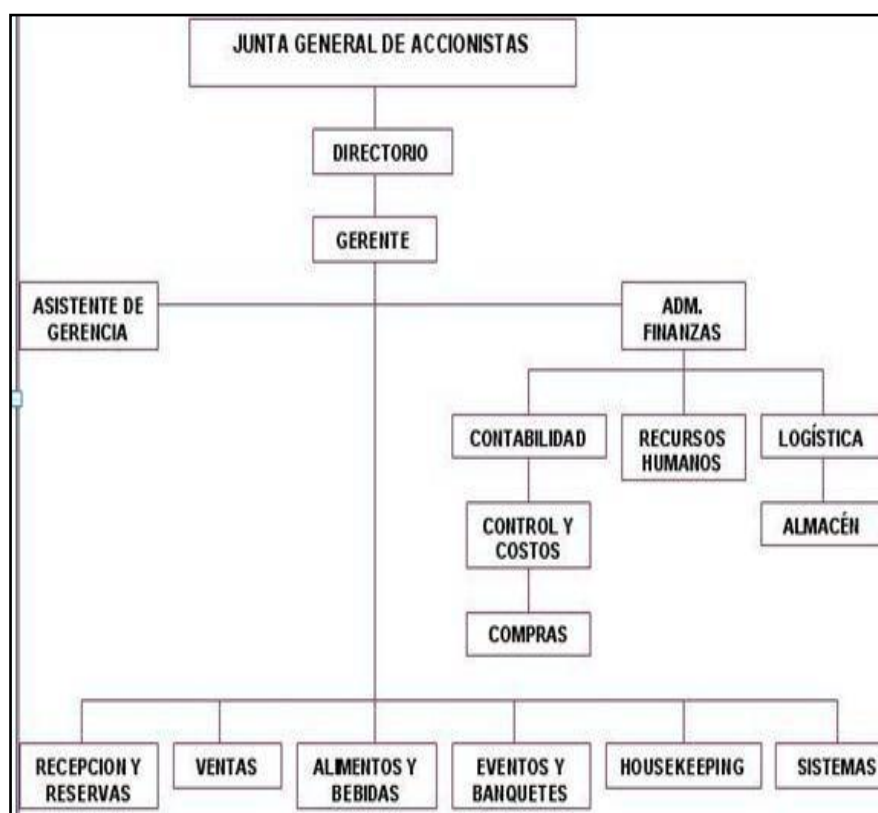 JUNTA GENERAL DE ACCIONISTAS
DIRECTORIO
GERENTE
ASISTENTE DE
GERENCIA
ADM.
FINANZAS
CONTABILIDAD
RECURSOS
HUMANOS
LOGÍSTICA
CONTROL Y
COSTOS
ALMACÉN
COMPRAS
RECEPCION Y
RESERVAS
VENTAS
ALIMENTOS Y
BEBIDAS
EVENTOS Y
BANQUETES
HOUSEKEEPING
SISTEMAS